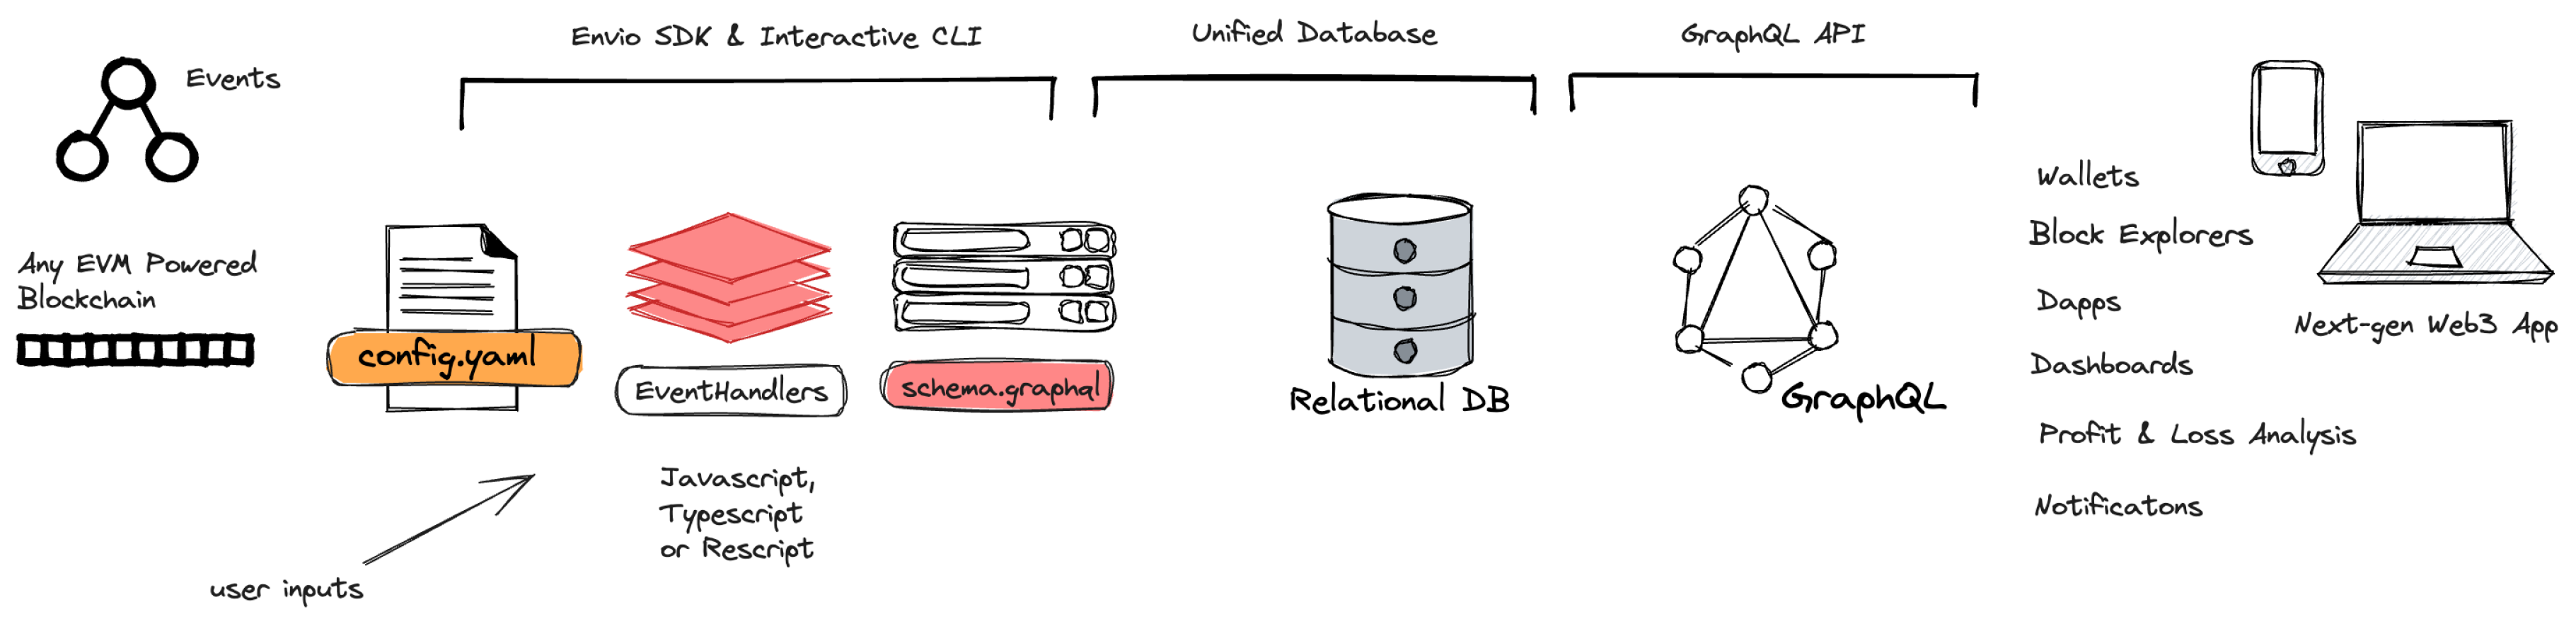 Envio SDK & Interactive CLI
Unified Database
GraphQL API
Events
Any EVM Powered
Blockchain
config.yaml
EventHandlers
schema.graphql
Javascript,
Typescript
or Rescript
user inputs
Relational DB
GraphQL
Wallets
Block Explorers
Dapps
Dashboards
Profit & Loss Analysis
Notificatons
Next-gen Web3 App